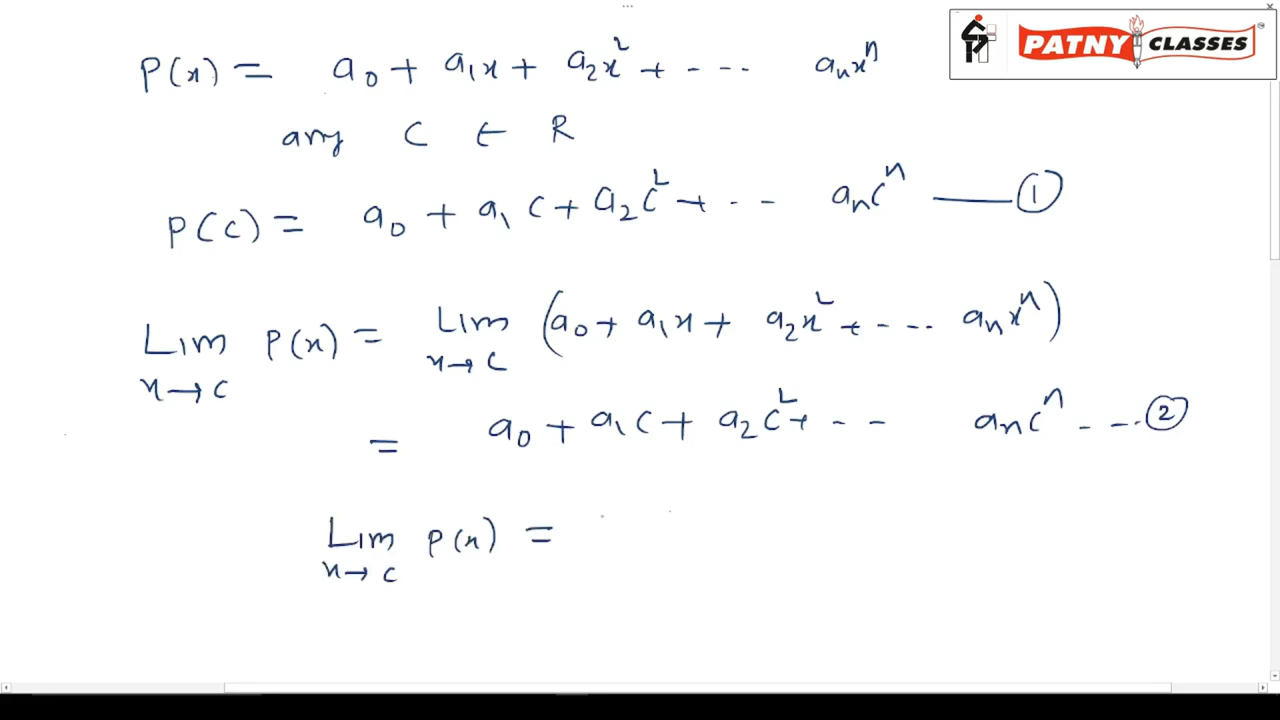 PATNY CLASSES
P(x) = a₀ + a₁x + a₂x² + - -- aₙxⁿ
any C ∈ R
P(C) = a₀ + a₁ C + a₂C² + - - aₙCⁿ —— ①
Lim P(x) = Lim (a₀ + a₁x + a₂x² + - -- aₙxⁿ)
x→C x→C
= a₀ + a₁C + a₂C² + - - aₙCⁿ - -- ②
Lim P(x) =
x→C